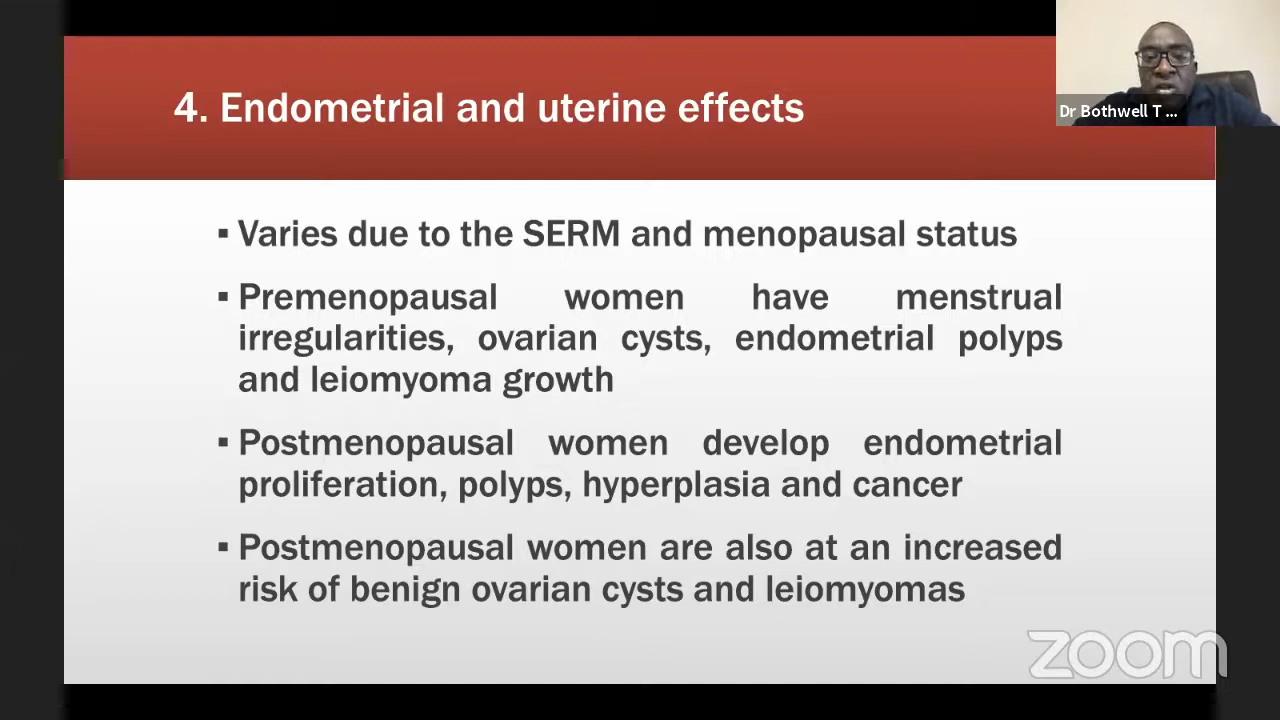 4. Endometrial and uterine effects
Dr Bothwell T ...
▪ Varies due to the SERM and menopausal status
▪ Premenopausal women have menstrual
irregularities, ovarian cysts, endometrial polyps
and leiomyoma growth
▪ Postmenopausal women develop endometrial
proliferation, polyps, hyperplasia and cancer
▪ Postmenopausal women are also at an increased
risk of benign ovarian cysts and leiomyomas
zoom